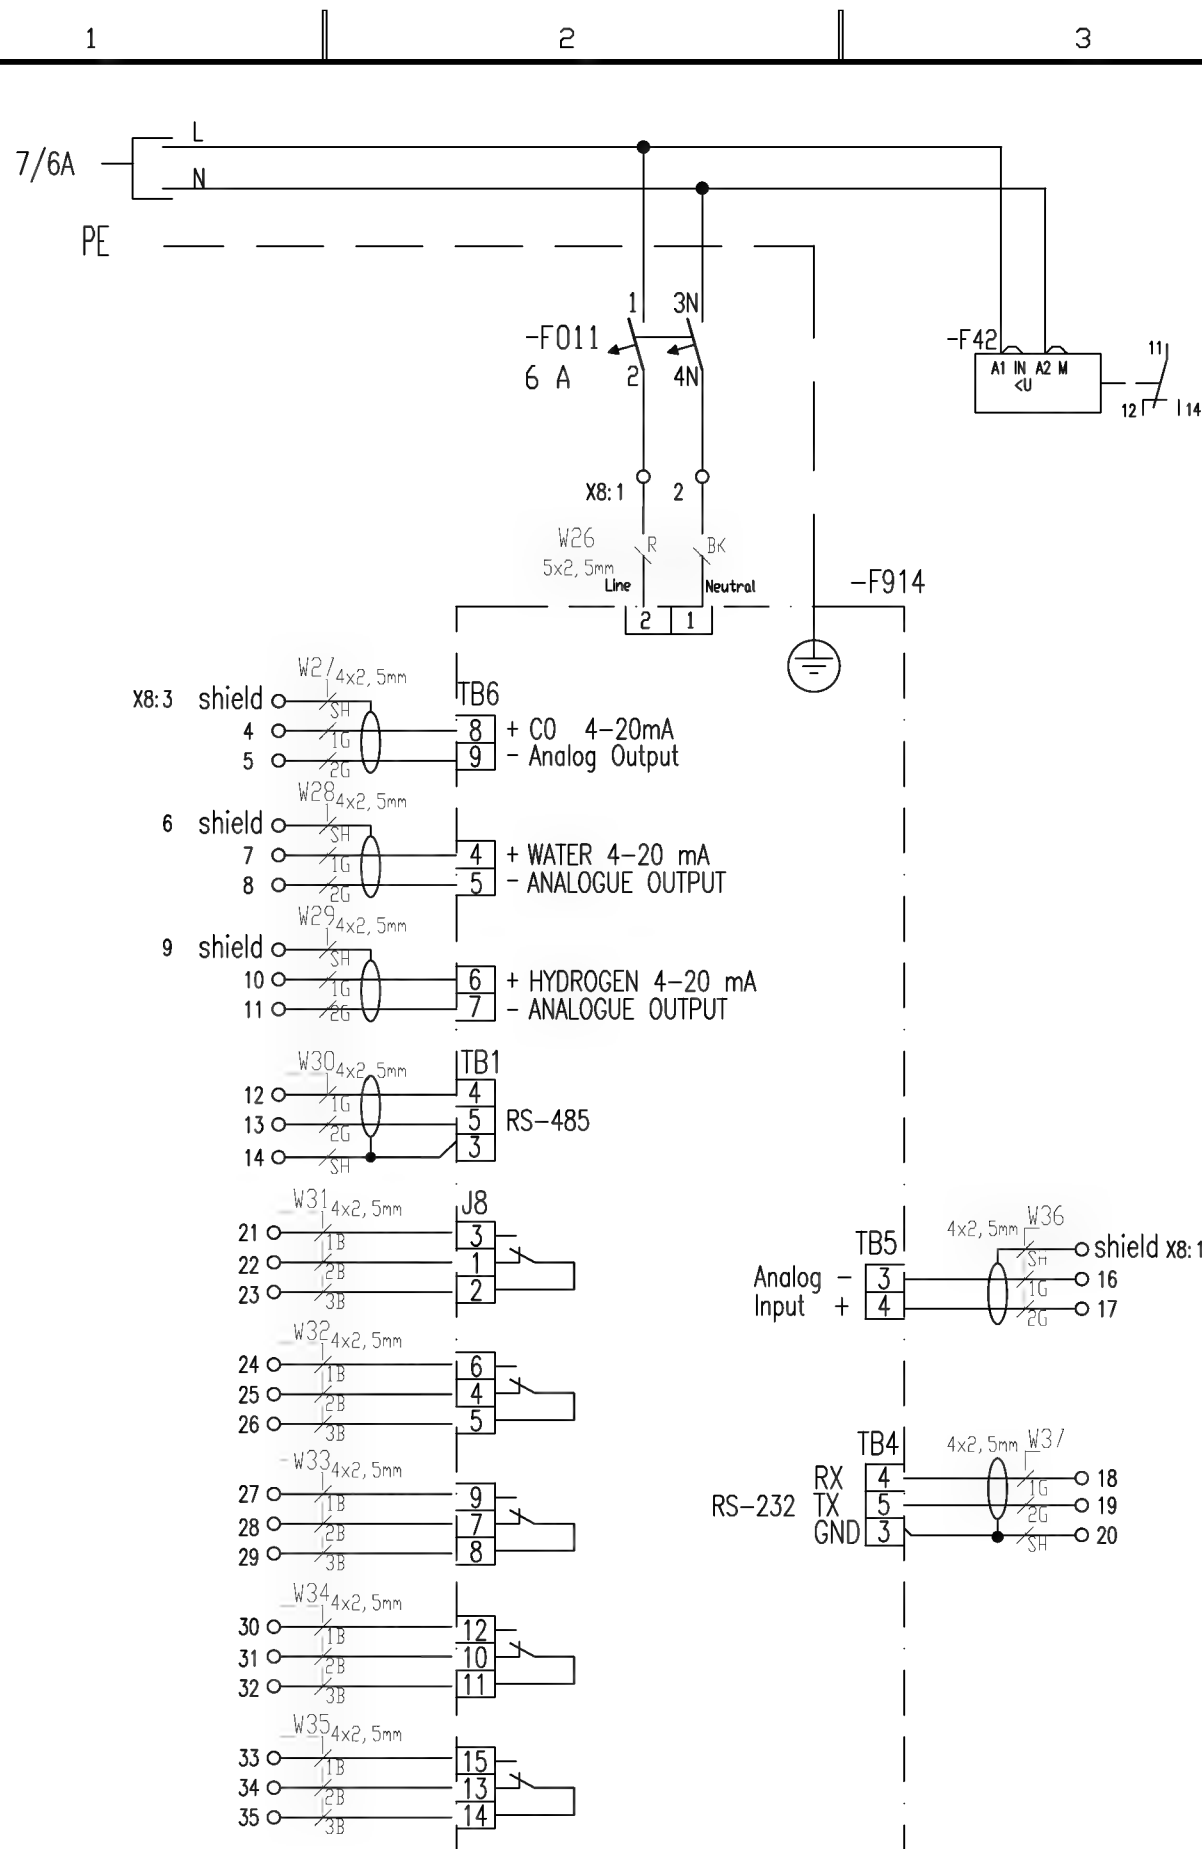 1 2 3
L
7/6A
N
PE
1 3N
-F011
6 A
2 4N
-F42
A1 IN A2 M
<U
11
12 14
X8:1 2
W26
5x2,5mm
R BK
Line Neutral
-F914
2 1
W27 4x2,5mm
TB6
X8:3 shield SH
4 1G 8 + CO 4-20mA
5 2G 9 - Analog Output
W28 4x2,5mm
6 shield SH
7 1G 4 + WATER 4-20 mA
8 2G 5 - ANALOGUE OUTPUT
W29 4x2,5mm
9 shield SH
10 1G 6 + HYDROGEN 4-20 mA
11 2G 7 - ANALOGUE OUTPUT
W30 4x2,5mm TB1
12 1G 4
13 2G 5 RS-485
14 SH 3
W31 4x2,5mm J8
21 1B 3
22 2B 1
23 3B 2
W32 4x2,5mm
24 1B 6
25 2B 4
26 3B 5
W33 4x2,5mm
27 1B 9
28 2B 7
29 3B 8
W34 4x2,5mm
30 1B 12
31 2B 10
32 3B 11
W35 4x2,5mm
33 1B 15
34 2B 13
35 3B 14
4x2,5mm W36
TB5 SH shield X8:1
Analog - 3 1G 16
Input + 4 2G 17
TB4 4x2,5mm W37
RX 4 1G 18
RS-232 TX 5 2G 19
GND 3 SH 20